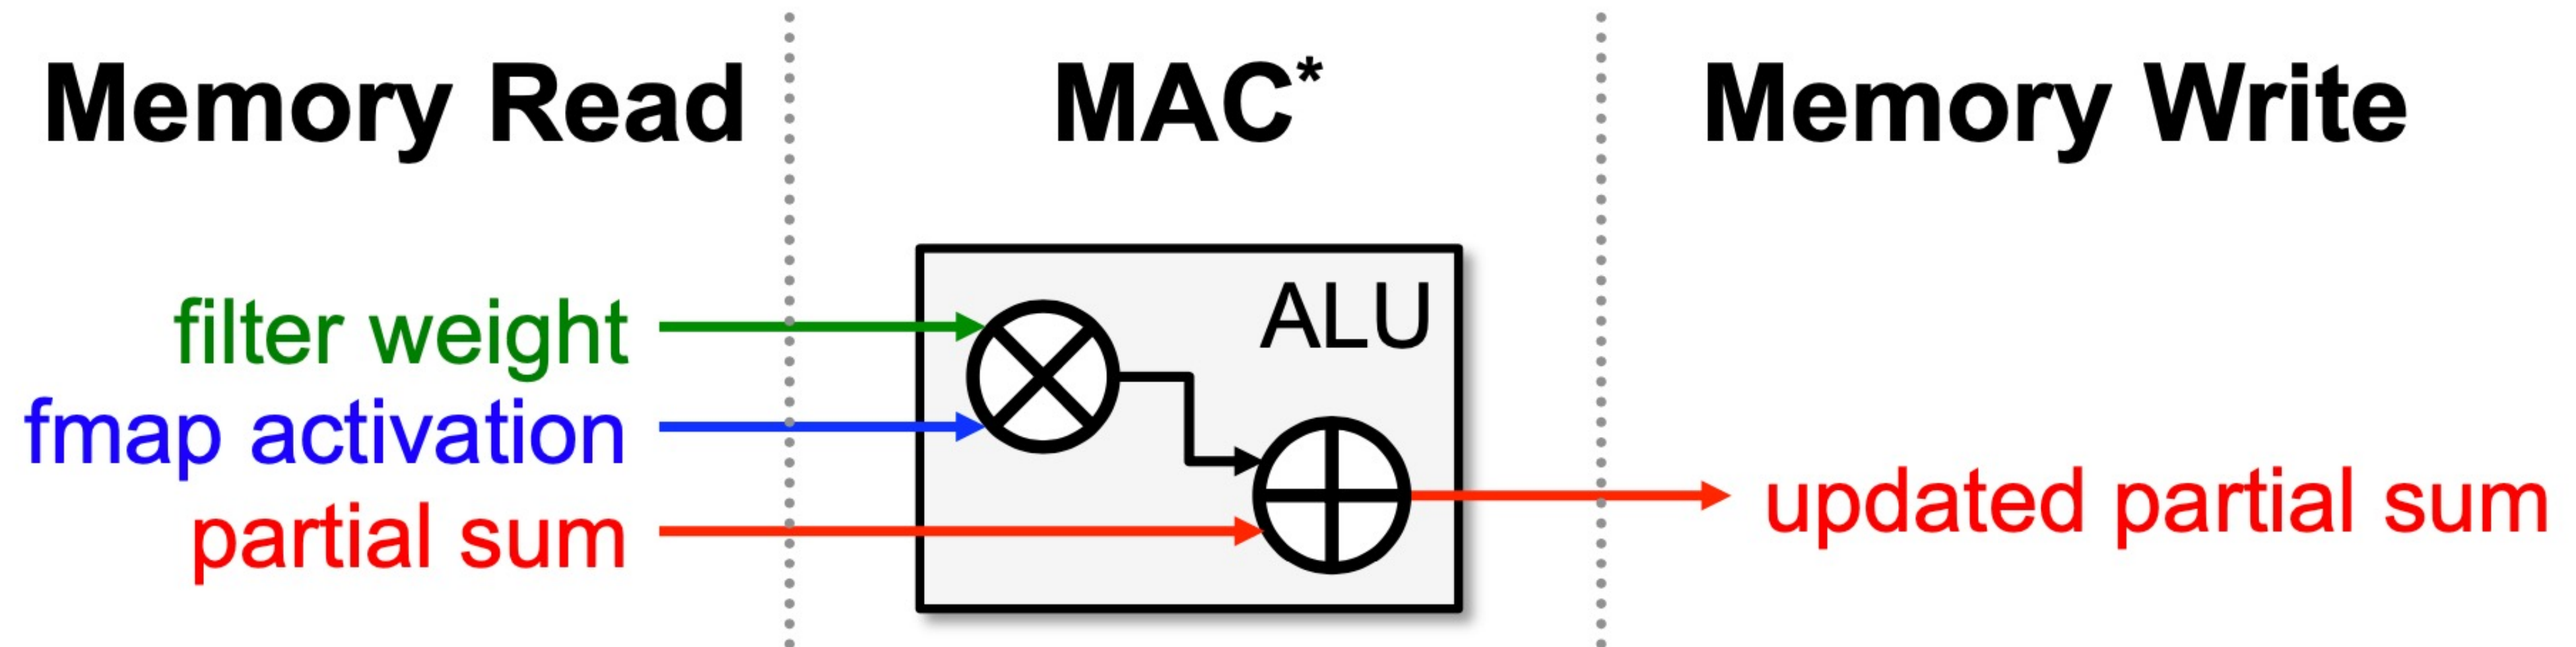 Memory Read
MAC*
Memory Write
ALU
filter weight
fmap activation
partial sum
updated partial sum